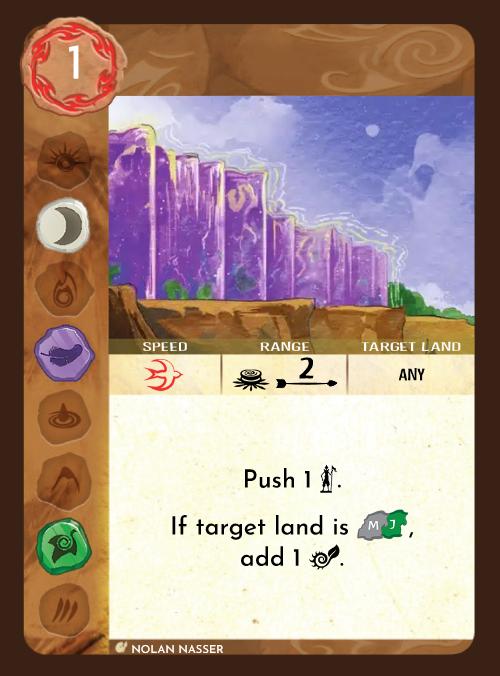 1
SPEED RANGE TARGET LAND
2 ANY
Push 1 .
If target land is M J ,
add 1 .
NOLAN NASSER